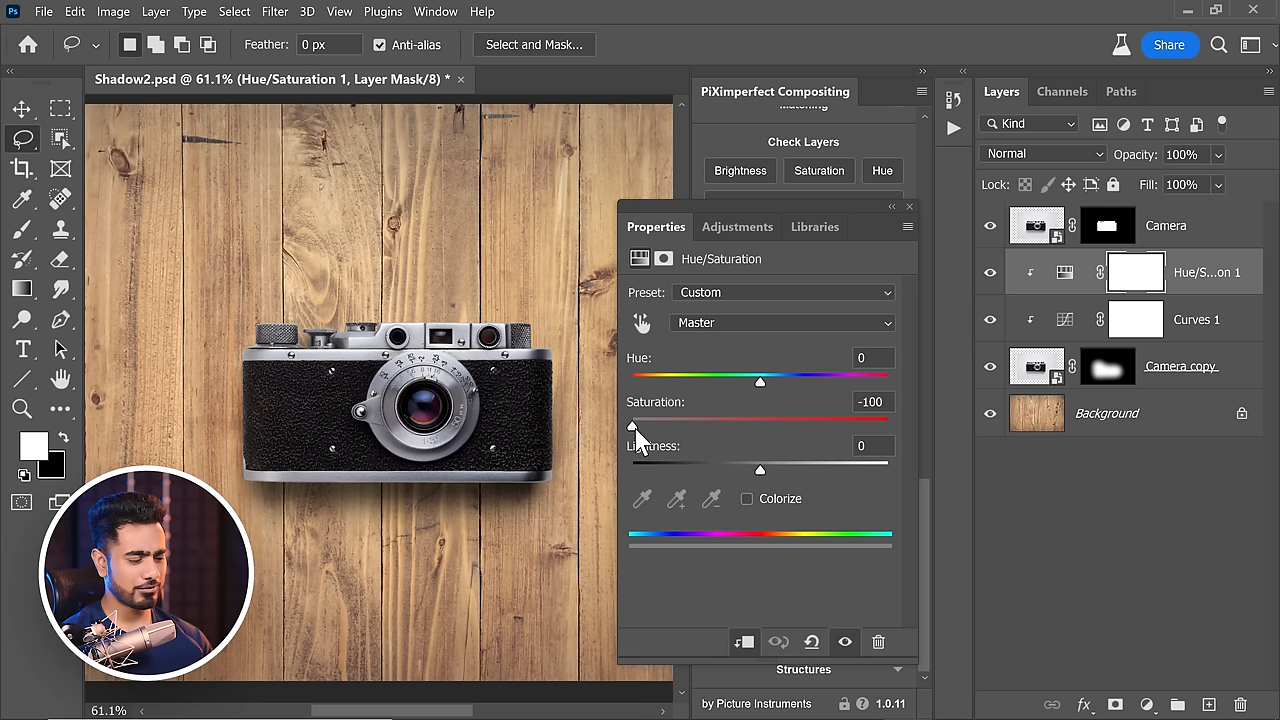 Ps File Edit Image Layer Type Select Filter 3D View Plugins Window Help
Feather: 0 px Anti-alias Select and Mask... Share
Shadow2.psd @ 61.1% (Hue/Saturation 1, Layer Mask/8) * ×
PiXimperfect Compositing
Matching
Check Layers
Brightness Saturation Hue
Properties Adjustments Libraries
Hue/Saturation
Preset: Custom
Master
Hue: 0
Saturation: -100
Lightness: 0
Colorize
Structures
by Picture Instruments 1.0.11
Layers Channels Paths
Kind
Normal Opacity: 100%
Lock: Fill: 100%
Camera
Hue/S...on 1
Curves 1
Camera copy
Background
fx
61.1%